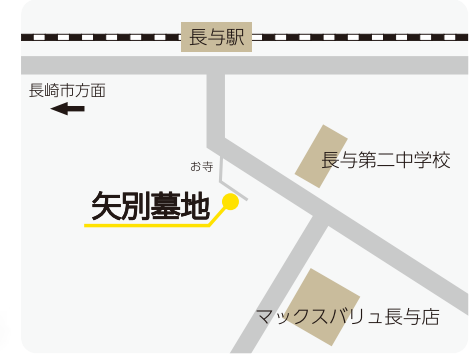 長与駅
長崎市方面
長与第二中学校
お寺
矢別墓地
マックスバリュ長与店